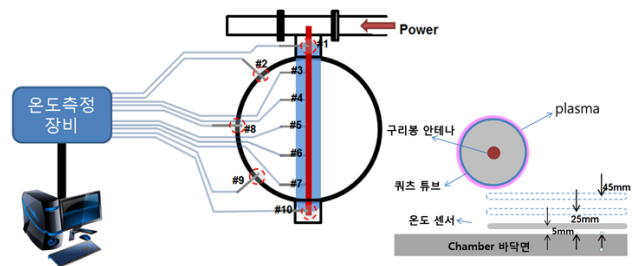 Power
#1
#2
#3
#4
#5
#6
#7
#8
#9
#10
온도측정
장비
plasma
구리봉 안테나
쿼츠 튜브
온도 센서
45mm
25mm
5mm
Chamber 바닥면